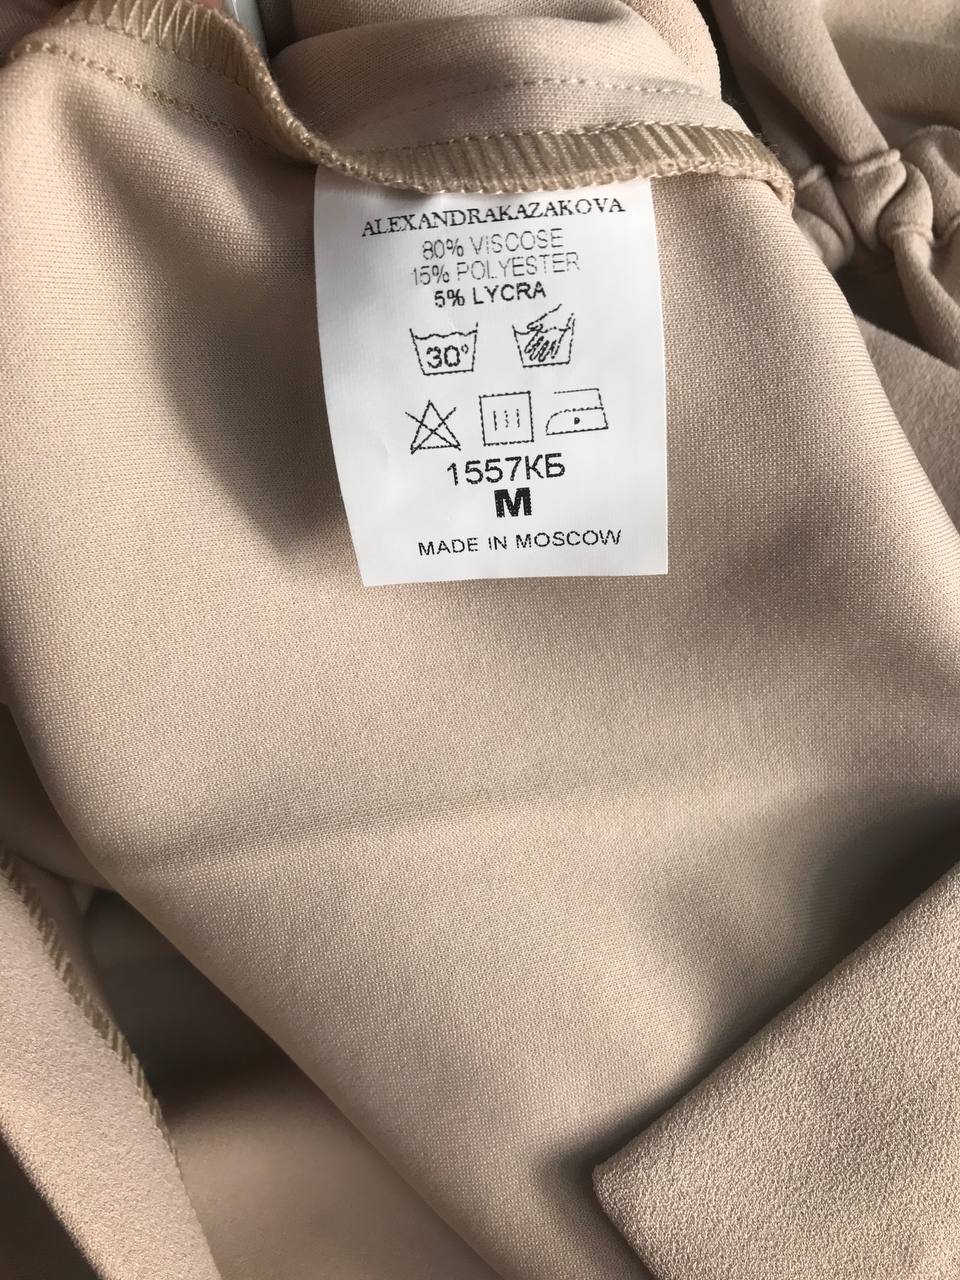 ALEXANDRAKAZAKOVA
80% VISCOSE
15% POLYESTER
5% LYCRA
30°
1557КБ
M
MADE IN MOSCOW